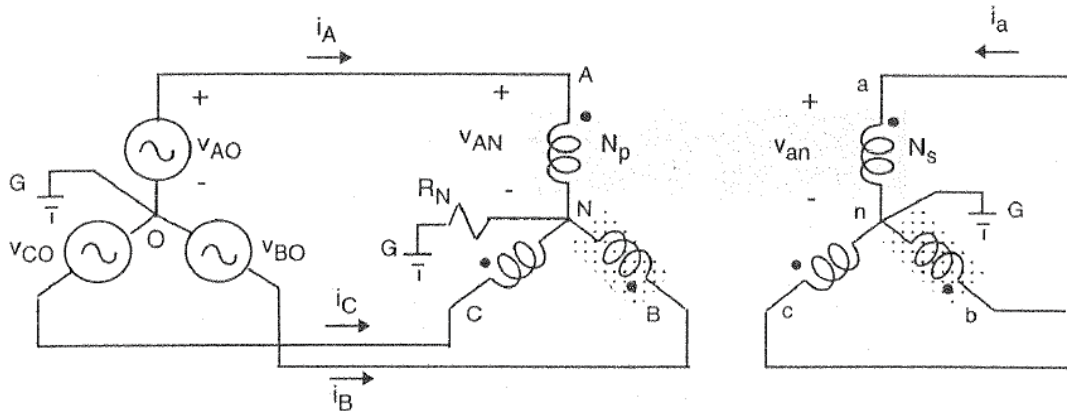 i_A
i_a
A
a
+
+
+
v_AO
v_AN
N_p
v_an
N_s
G
-
R_N
-
N
-
n
G
v_CO
O
v_BO
G
i_C
C
B
c
b
i_B